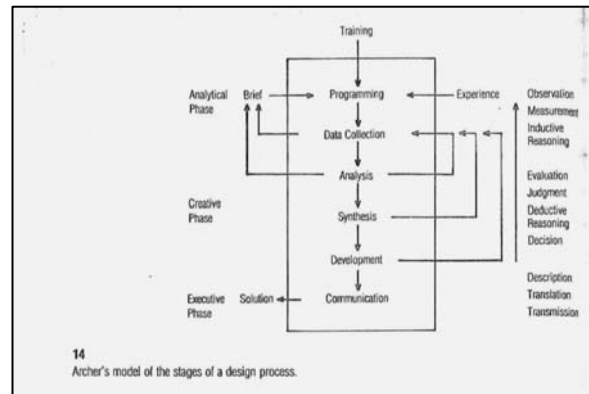 Training
Analytical Phase
Brief
Programming
Experience
Observation
Measurement
Inductive
Reasoning
Data Collection
Analysis
Evaluation
Judgment
Deductive
Reasoning
Decision
Creative
Phase
Synthesis
Development
Description
Translation
Transmission
Executive
Phase
Solution
Communication
14
Archer's model of the stages of a design process.